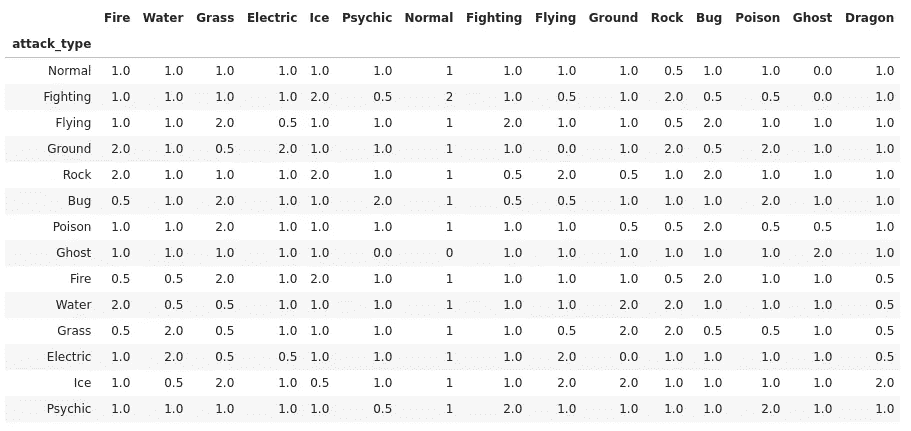 Fire Water Grass Electric Ice Psychic Normal Fighting Flying Ground Rock Bug Poison Ghost Dragon
attack_type
Normal 1.0 1.0 1.0 1.0 1.0 1.0 1 1.0 1.0 1.0 0.5 1.0 1.0 0.0 1.0
Fighting 1.0 1.0 1.0 1.0 2.0 0.5 2 1.0 0.5 1.0 2.0 0.5 0.5 0.0 1.0
Flying 1.0 1.0 2.0 0.5 1.0 1.0 1 2.0 1.0 1.0 0.5 2.0 1.0 1.0 1.0
Ground 2.0 1.0 0.5 2.0 1.0 1.0 1 1.0 0.0 1.0 2.0 0.5 2.0 1.0 1.0
Rock 2.0 1.0 1.0 1.0 2.0 1.0 1 0.5 2.0 0.5 1.0 2.0 1.0 1.0 1.0
Bug 0.5 1.0 2.0 1.0 1.0 2.0 1 0.5 0.5 1.0 1.0 1.0 2.0 1.0 1.0
Poison 1.0 1.0 2.0 1.0 1.0 1.0 1 1.0 1.0 0.5 0.5 2.0 0.5 0.5 1.0
Ghost 1.0 1.0 1.0 1.0 1.0 0.0 0 1.0 1.0 1.0 1.0 1.0 1.0 2.0 1.0
Fire 0.5 0.5 2.0 1.0 2.0 1.0 1 1.0 1.0 1.0 0.5 2.0 1.0 1.0 0.5
Water 2.0 0.5 0.5 1.0 1.0 1.0 1 1.0 1.0 2.0 2.0 1.0 1.0 1.0 0.5
Grass 0.5 2.0 0.5 1.0 1.0 1.0 1 1.0 0.5 2.0 2.0 0.5 0.5 1.0 0.5
Electric 1.0 2.0 0.5 0.5 1.0 1.0 1 1.0 2.0 0.0 1.0 1.0 1.0 1.0 0.5
Ice 1.0 0.5 2.0 1.0 0.5 1.0 1 1.0 2.0 2.0 1.0 1.0 1.0 1.0 2.0
Psychic 1.0 1.0 1.0 1.0 1.0 0.5 1 2.0 1.0 1.0 1.0 1.0 2.0 1.0 1.0